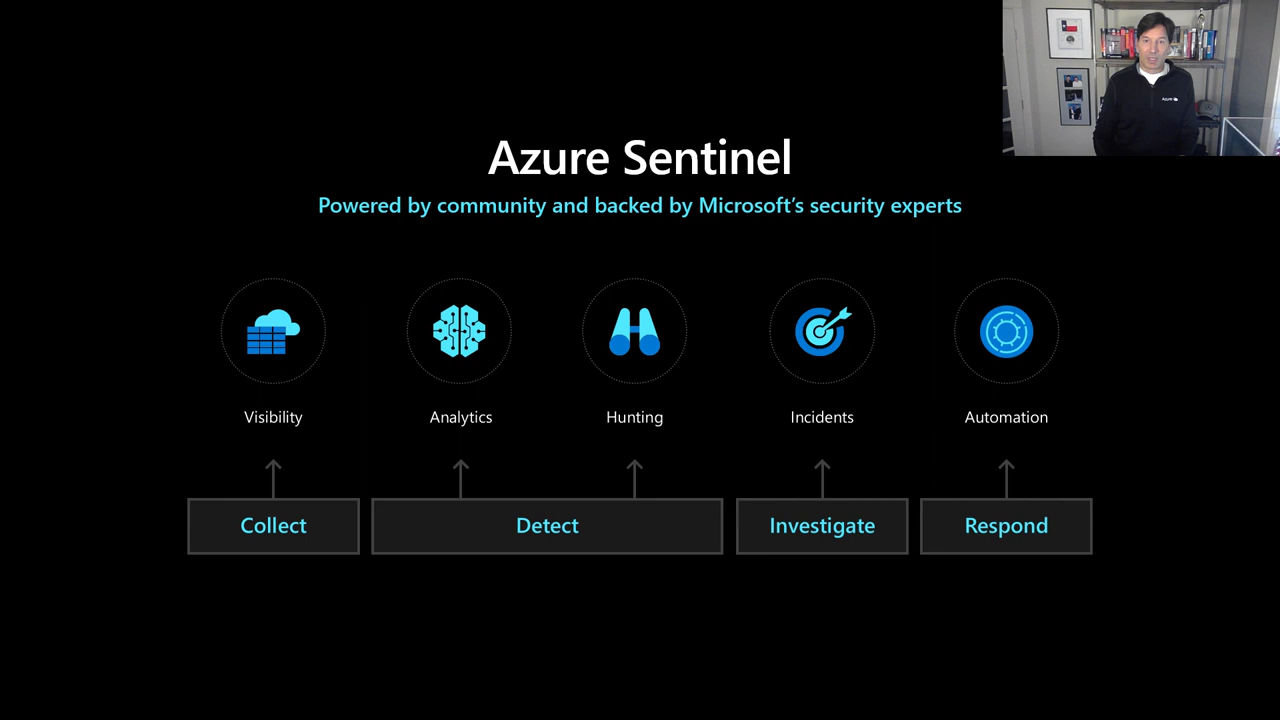 Azure Sentinel
Powered by community and backed by Microsoft’s security experts
Visibility
Analytics
Hunting
Incidents
Automation
Collect
Detect
Investigate
Respond
Azure